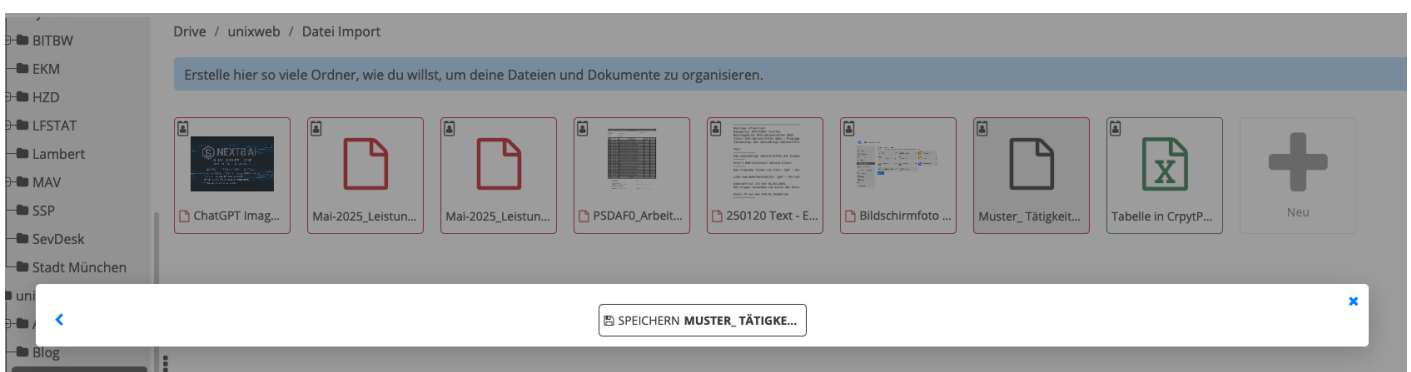 BITBW
EKM
HZD
LFSTAT
Lambert
MAV
SSP
SevDesk
Stadt München
uni
Blog
Drive / unixweb / Datei Import
Erstelle hier so viele Ordner, wie du willst, um deine Dateien und Dokumente zu organisieren.
NEXTBAI
ChatGPT Imag...
Mai-2025_Leistun...
Mai-2025_Leistun...
PSDAF0_Arbeit...
250120 Text - E...
Bildschirmfoto ...
Muster_ Tätigkeit...
Tabelle in CrpytP...
Neu
SPEICHERN MUSTER_ TÄTIGKE...